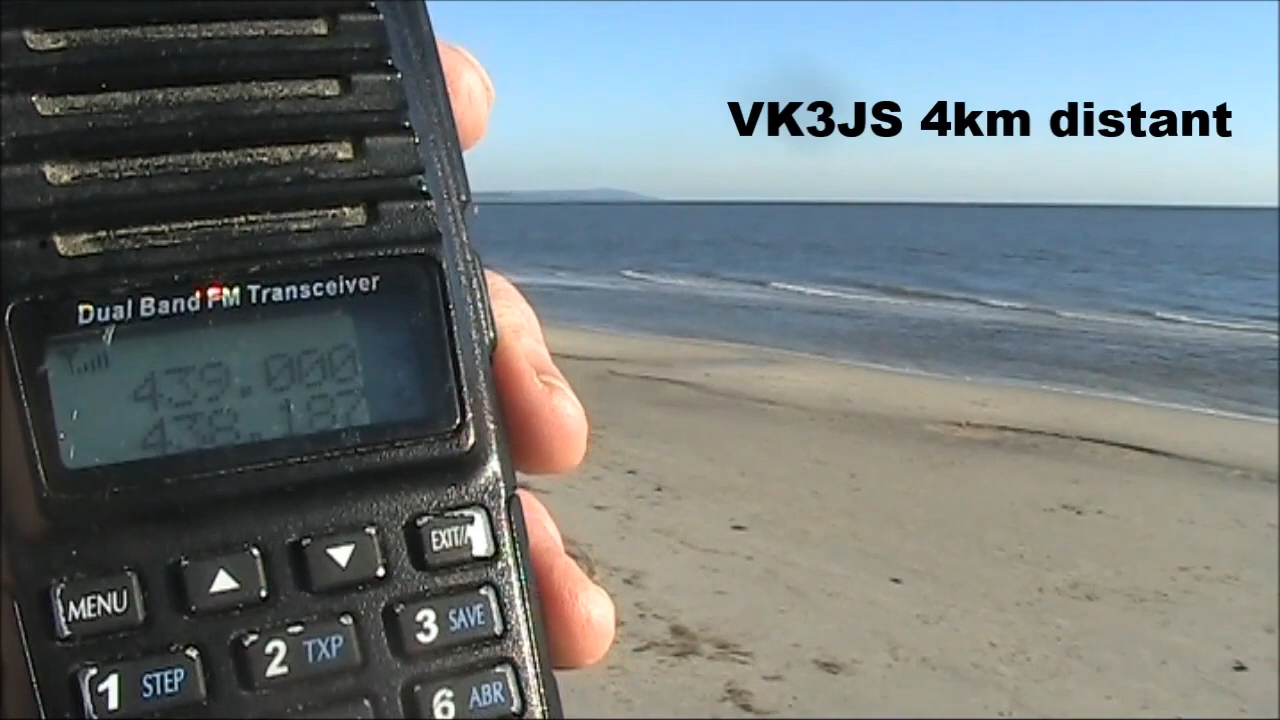 VK3JS 4km distant
Dual Band FM Transceiver
439.000
438.187
MENU ▲ ▼ EXIT/A
1 STEP 2 TXP 3 SAVE
6 ABR